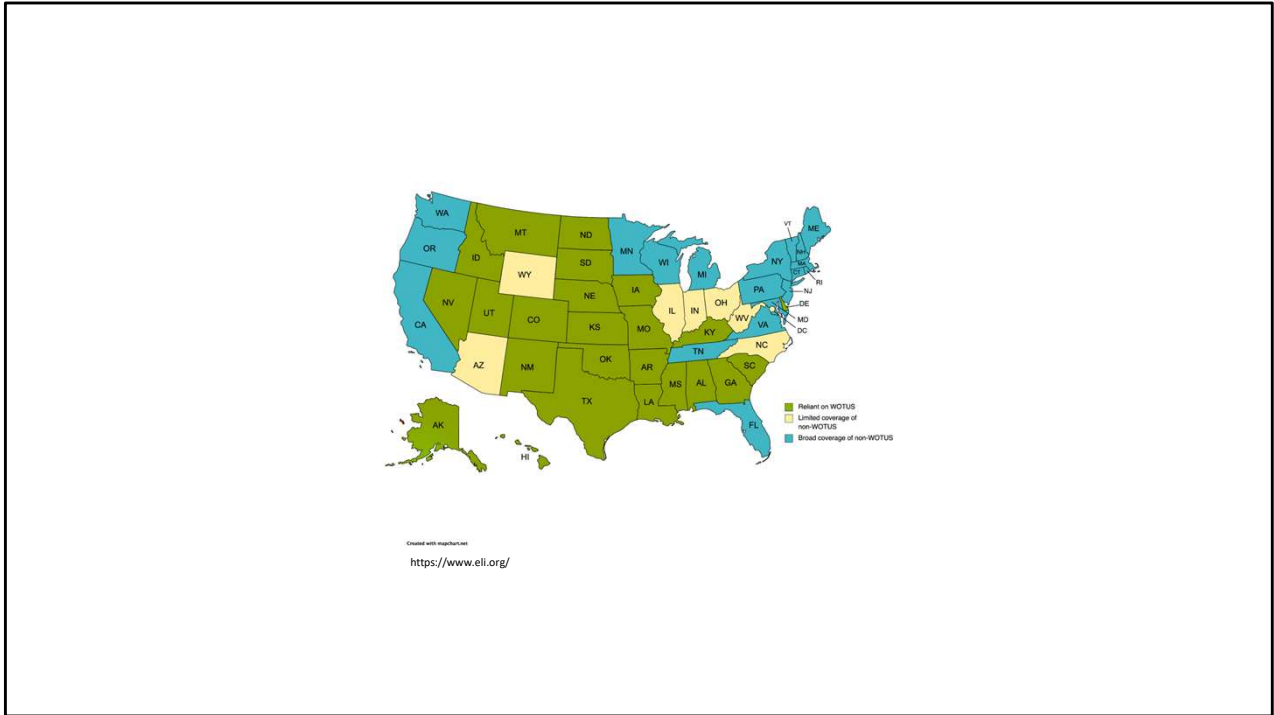 WA
OR
CA
ID
NV
MT
WY
UT
AZ
CO
NM
ND
SD
NE
KS
OK
TX
MN
IA
MO
AR
LA
WI
IL
MI
IN
OH
KY
TN
MS
AL
GA
FL
SC
NC
WV
VA
PA
NY
VT
NH
ME
MA
CT
RI
NJ
DE
MD
DC
AK
HI
Reliant on WOTUS
Limited coverage of
non-WOTUS
Broad coverage of non-WOTUS
Created with mapchart.net
https://www.eli.org/